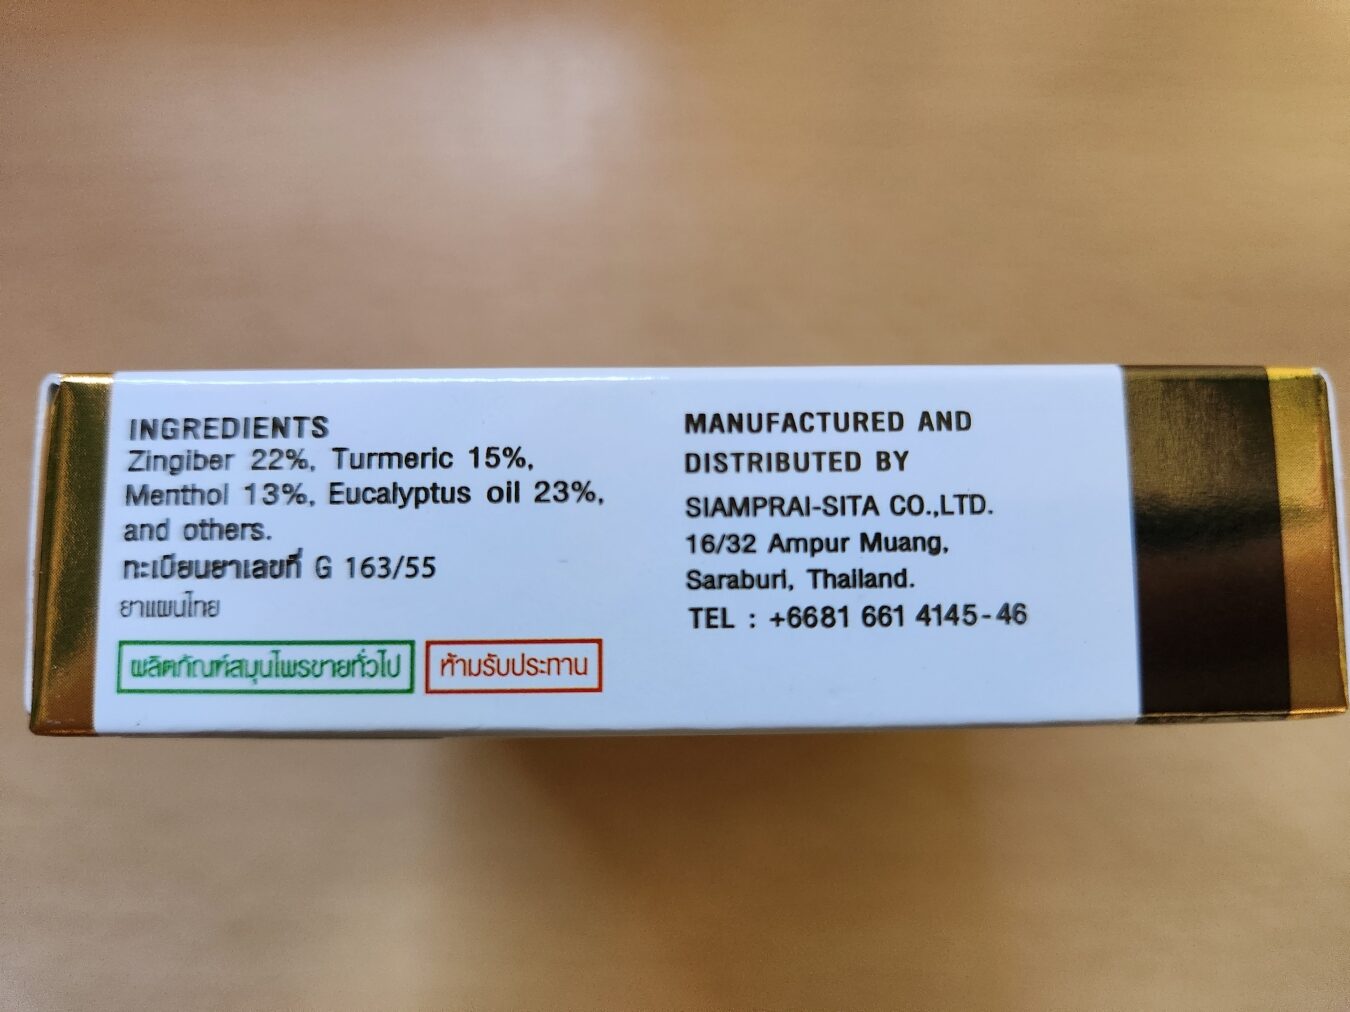 INGREDIENTS
Zingiber 22%, Turmeric 15%,
Menthol 13%, Eucalyptus oil 23%,
and others.
ทะเบียนยาเลขที่ G 163/55
ยาแผนไทย
ผลิตภัณฑ์สมุนไพรขายทั่วไป
ห้ามรับประทาน
MANUFACTURED AND
DISTRIBUTED BY
SIAMPRAI-SITA CO.,LTD.
16/32 Ampur Muang,
Saraburi, Thailand.
TEL : +6681 661 4145-46